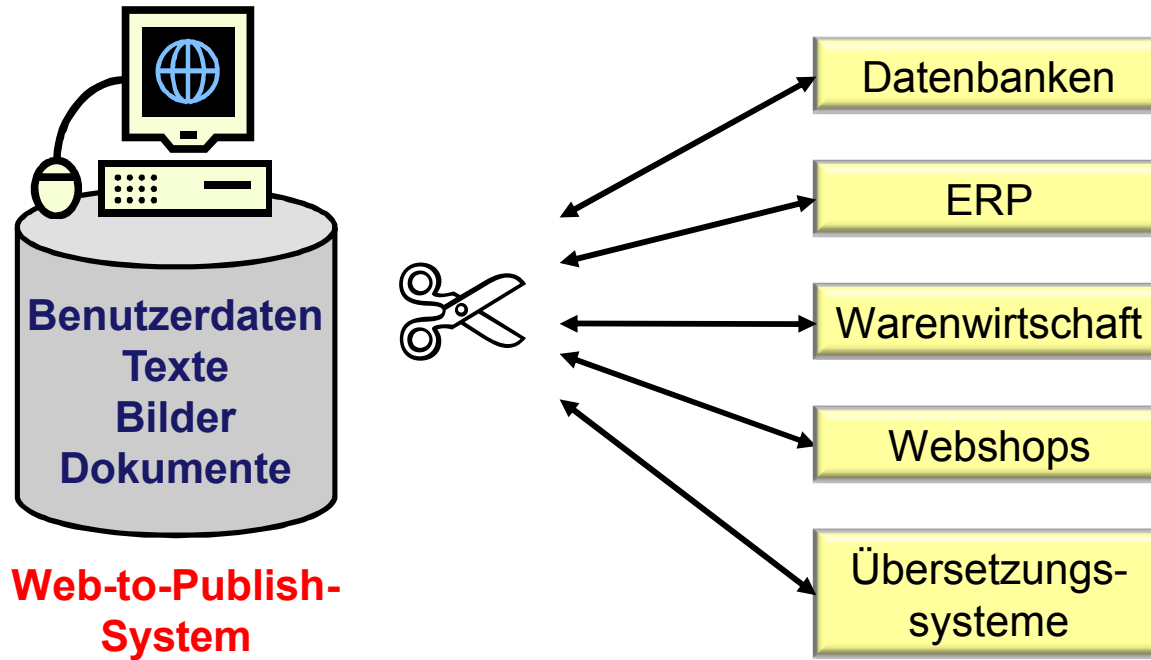 Benutzerdaten
Texte
Bilder
Dokumente
Web-to-Publish-
System
Datenbanken
ERP
Warenwirtschaft
Webshops
Übersetzungs-
systeme